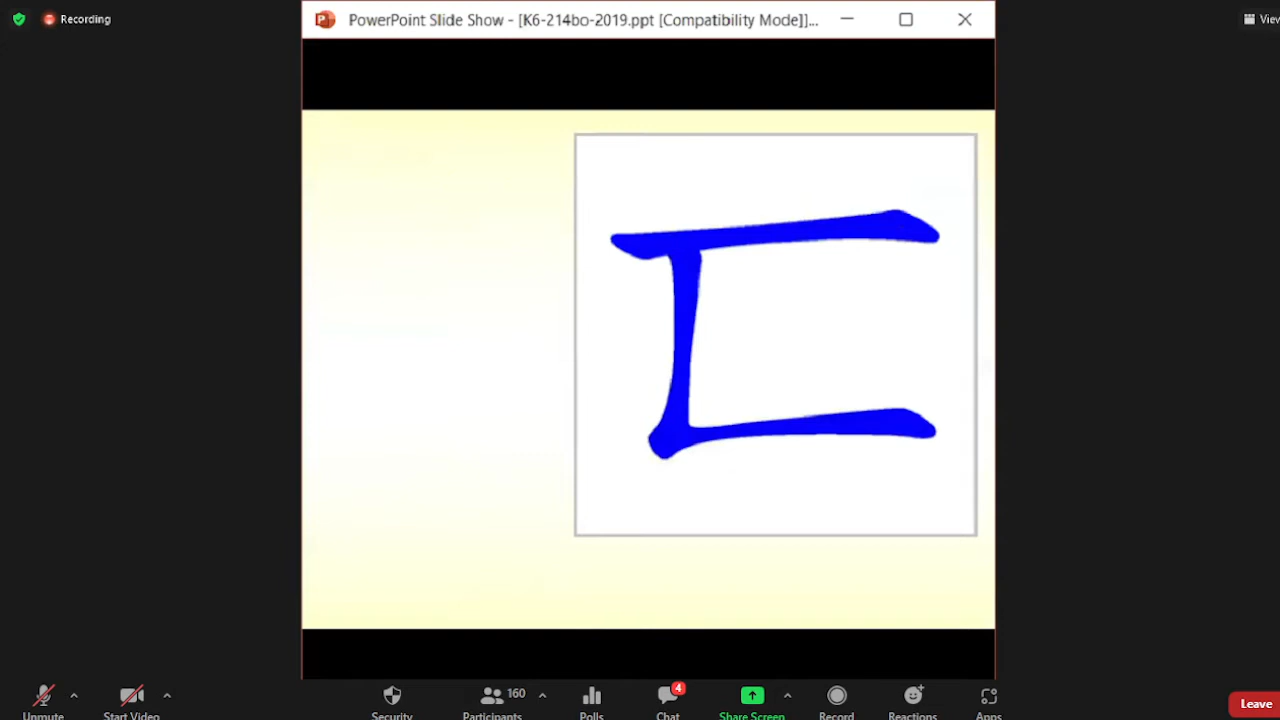 Recording
PowerPoint Slide Show - [K6-214bo-2019.ppt [Compatibility Mode]]...
匸
160
4
Unmute
Start Video
Security
Participants
Polls
Chat
Share Screen
Record
Reactions
Apps
Leave